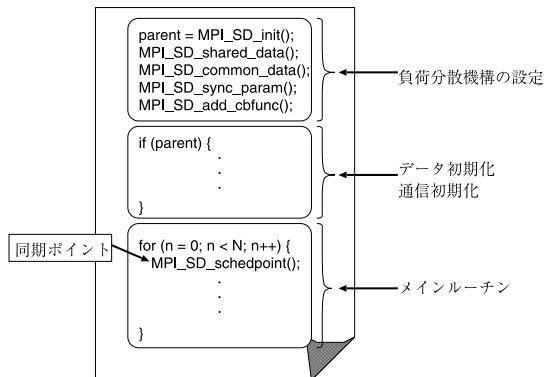 parent = MPI_SD_init();
MPI_SD_shared_data();
MPI_SD_common_data();
MPI_SD_sync_param();
MPI_SD_add_cbfunc();
負荷分散機構の設定
if (parent) {
.
.
.
}
データ初期化
通信初期化
同期ポイント
for (n = 0; n < N; n++) {
MPI_SD_schedpoint();
.
.
.
}
メインルーチン